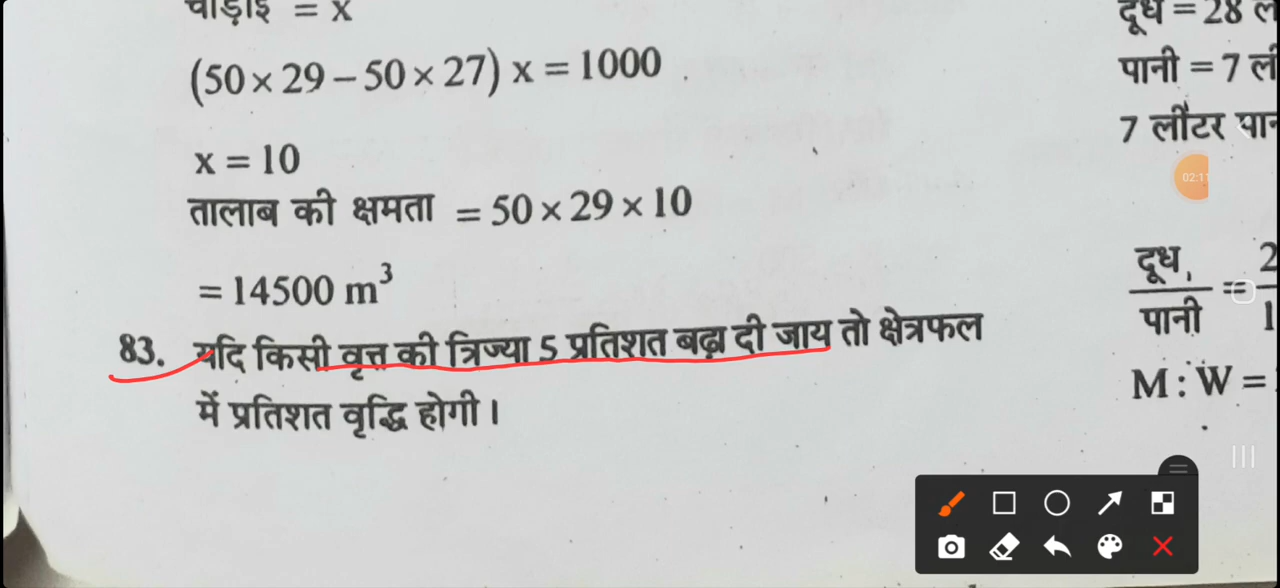 चौड़ाई = x
(50 × 29 – 50 × 27) x = 1000
x = 10
तालाब की क्षमता = 50 × 29 × 10
= 14500 m³
83. यदि किसी वृत्त की त्रिज्या 5 प्रतिशत बढ़ा दी जाय तो क्षेत्रफल
में प्रतिशत वृद्धि होगी।
दूध = 28
पानी = 7
7 लीटर
02:11
दूध
पानी
=
M : W =